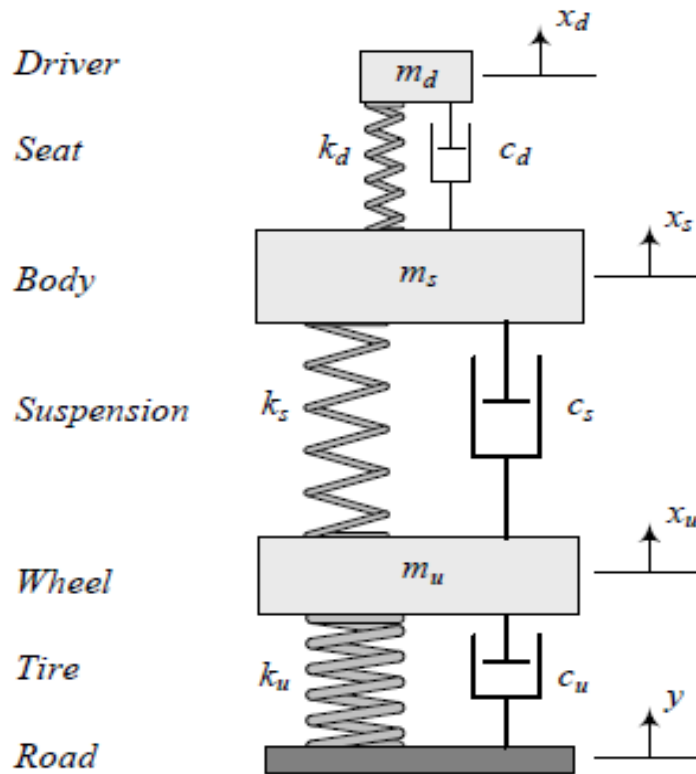 x_d
Driver m_d
Seat k_d c_d
x_s
Body m_s
Suspension k_s c_s
x_u
Wheel m_u
Tire k_u c_u
y
Road